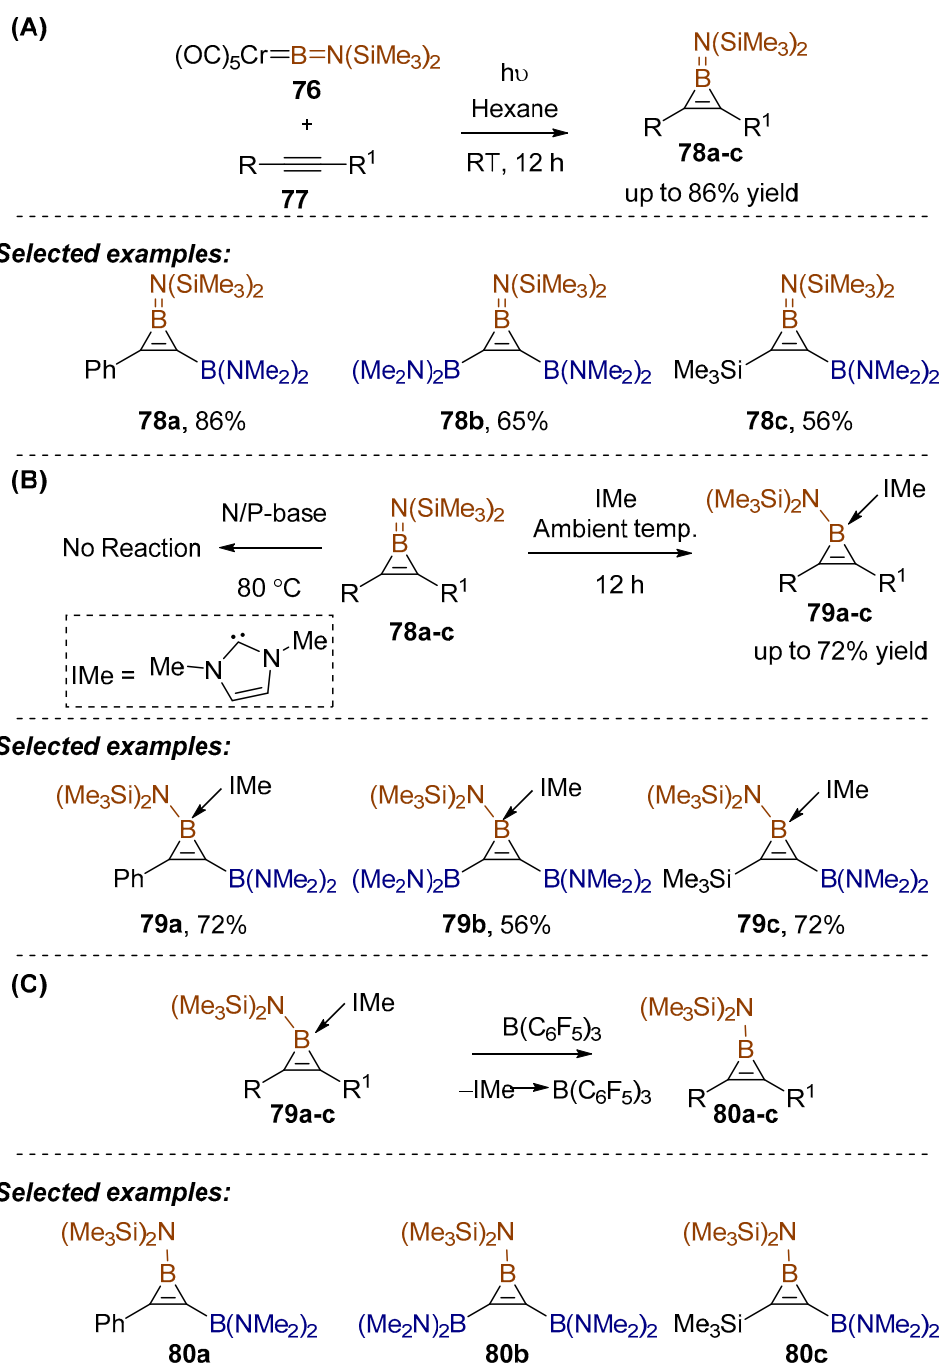 (A)
(OC)5Cr=B=N(SiMe3)2
76
+
R R1
77
hυ
Hexane
RT, 12 h
N(SiMe3)2
B
R R1
78a-c
up to 86% yield
Selected examples:
N(SiMe3)2 N(SiMe3)2 N(SiMe3)2
B B B
Ph B(NMe2)2 (Me2N)2B B(NMe2)2 Me3Si B(NMe2)2
78a, 86% 78b, 65% 78c, 56%
(B)
No Reaction
N/P-base
80 °C
N(SiMe3)2
B
R R1
78a-c
IMe
Ambient temp.
12 h
(Me3Si)2N IMe
B
R R1
79a-c
up to 72% yield
IMe = Me N N Me
Selected examples:
(Me3Si)2N IMe (Me3Si)2N IMe (Me3Si)2N IMe
B B B
Ph B(NMe2)2 (Me2N)2B B(NMe2)2 Me3Si B(NMe2)2
79a, 72% 79b, 56% 79c, 72%
(C)
(Me3Si)2N IMe
B
R R1
79a-c
B(C6F5)3
–IMe B(C6F5)3
(Me3Si)2N
B
R R1
80a-c
Selected examples:
(Me3Si)2N (Me3Si)2N (Me3Si)2N
B B B
Ph B(NMe2)2 (Me2N)2B B(NMe2)2 Me3Si B(NMe2)2
80a 80b 80c